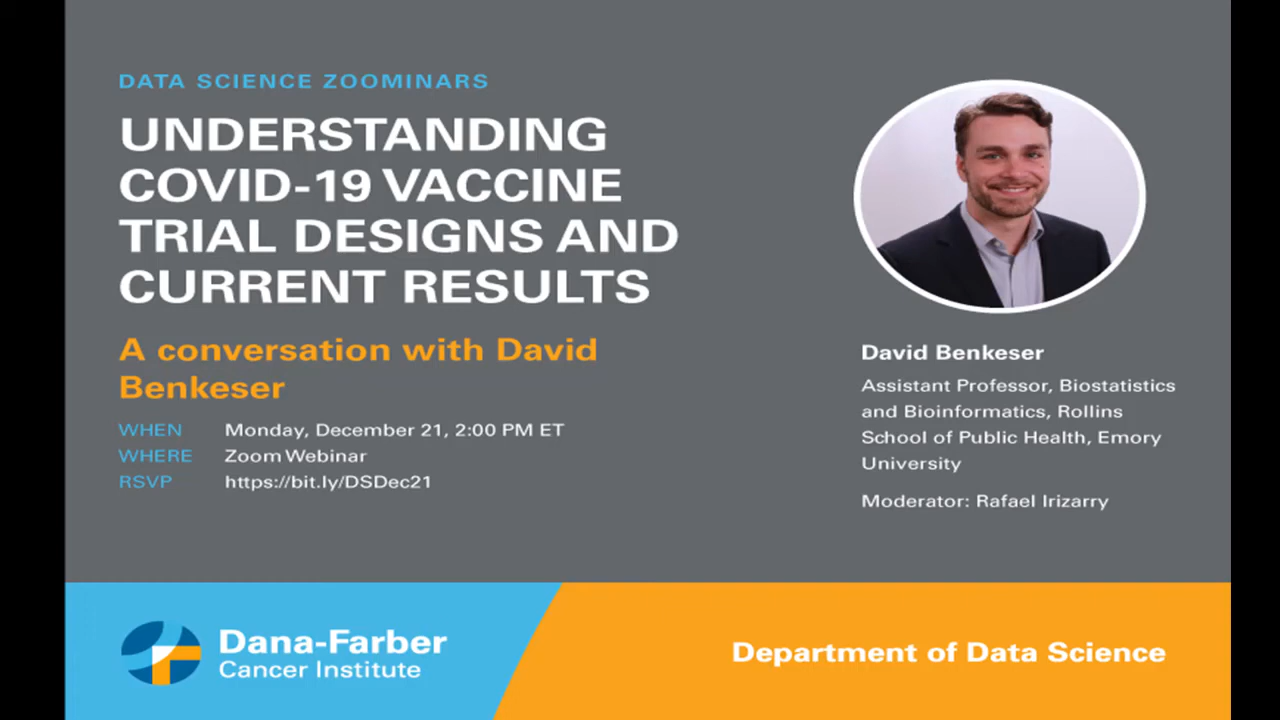 DATA SCIENCE ZOOMINARS
UNDERSTANDING
COVID-19 VACCINE
TRIAL DESIGNS AND
CURRENT RESULTS
A conversation with David
Benkeser
WHEN Monday, December 21, 2:00 PM ET
WHERE Zoom Webinar
RSVP https://bit.ly/DSDec21
David Benkeser
Assistant Professor, Biostatistics
and Bioinformatics, Rollins
School of Public Health, Emory
University
Moderator: Rafael Irizarry
Dana-Farber
Cancer Institute
Department of Data Science